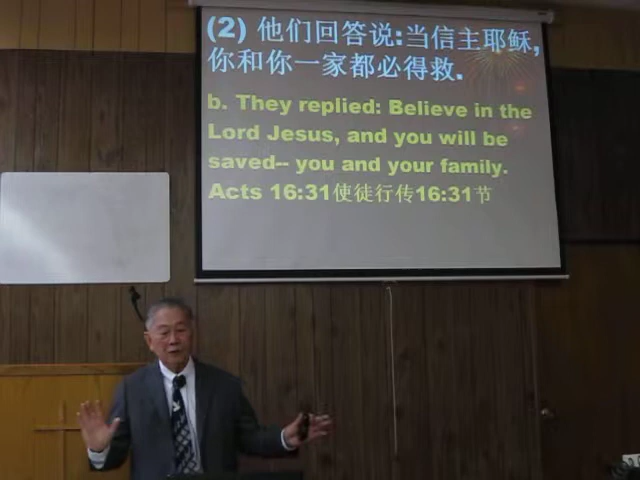 (2) 他们回答说:当信主耶稣,
你和你一家都必得救.
b. They replied: Believe in the
Lord Jesus, and you will be
saved-- you and your family.
Acts 16:31使徒行传16:31节